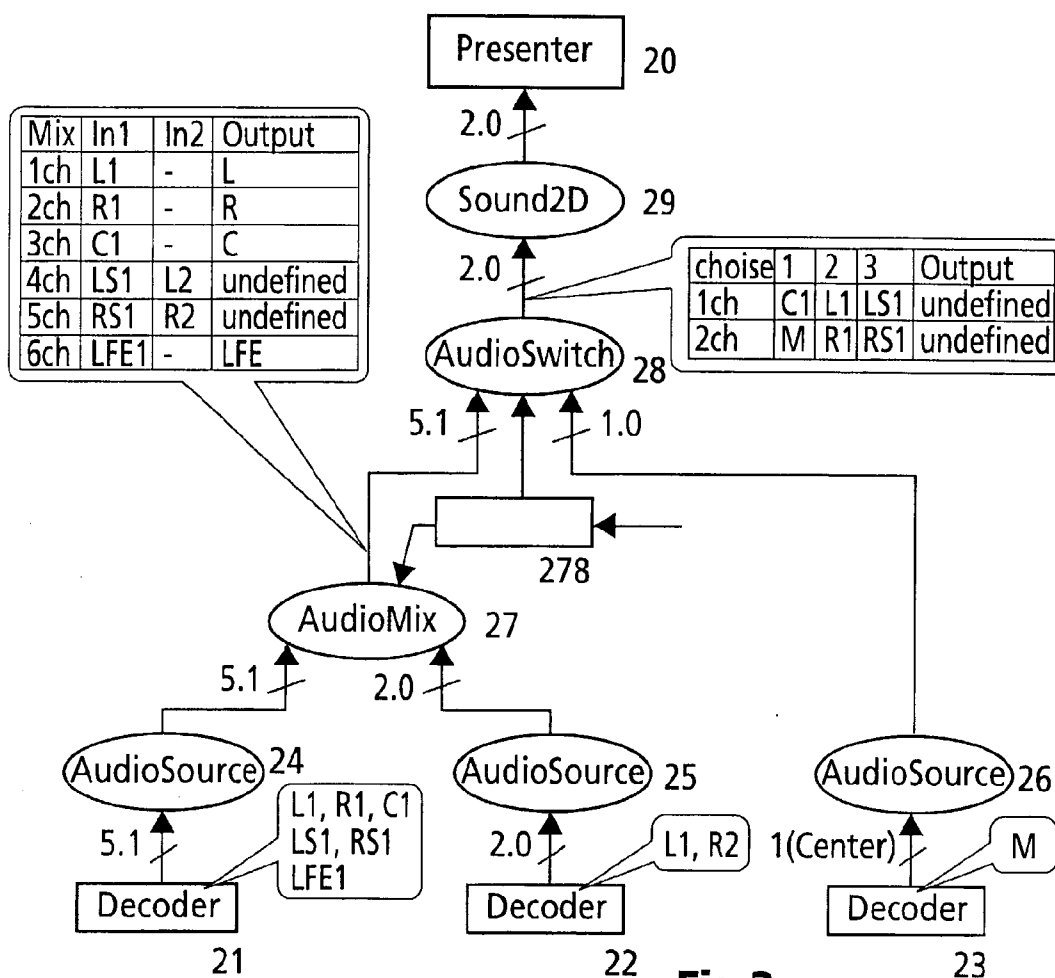 Presenter
20
2.0
Mix In1 In2 Output
1ch L1 - L
2ch R1 - R
3ch C1 - C
4ch LS1 L2 undefined
5ch RS1 R2 undefined
6ch LFE1 - LFE
Sound2D
29
2.0
choise 1 2 3 Output
1ch C1 L1 LS1 undefined
2ch M R1 RS1 undefined
AudioSwitch
28
5.1
1.0
278
AudioMix
27
5.1
2.0
AudioSource
24
AudioSource
25
AudioSource
26
5.1
L1, R1, C1
LS1, RS1
LFE1
2.0
L1, R2
1(Center)
M
Decoder
21
Decoder
22
Decoder
23